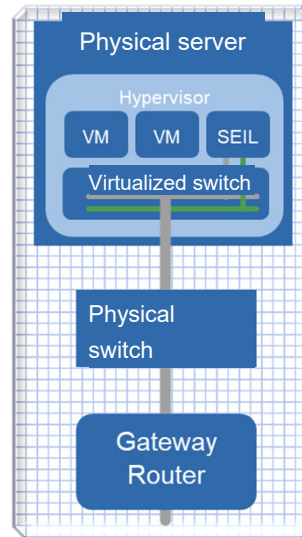 Physical server
Hypervisor
VM VM SEIL
Virtualized switch
Physical
switch
Gateway
Router